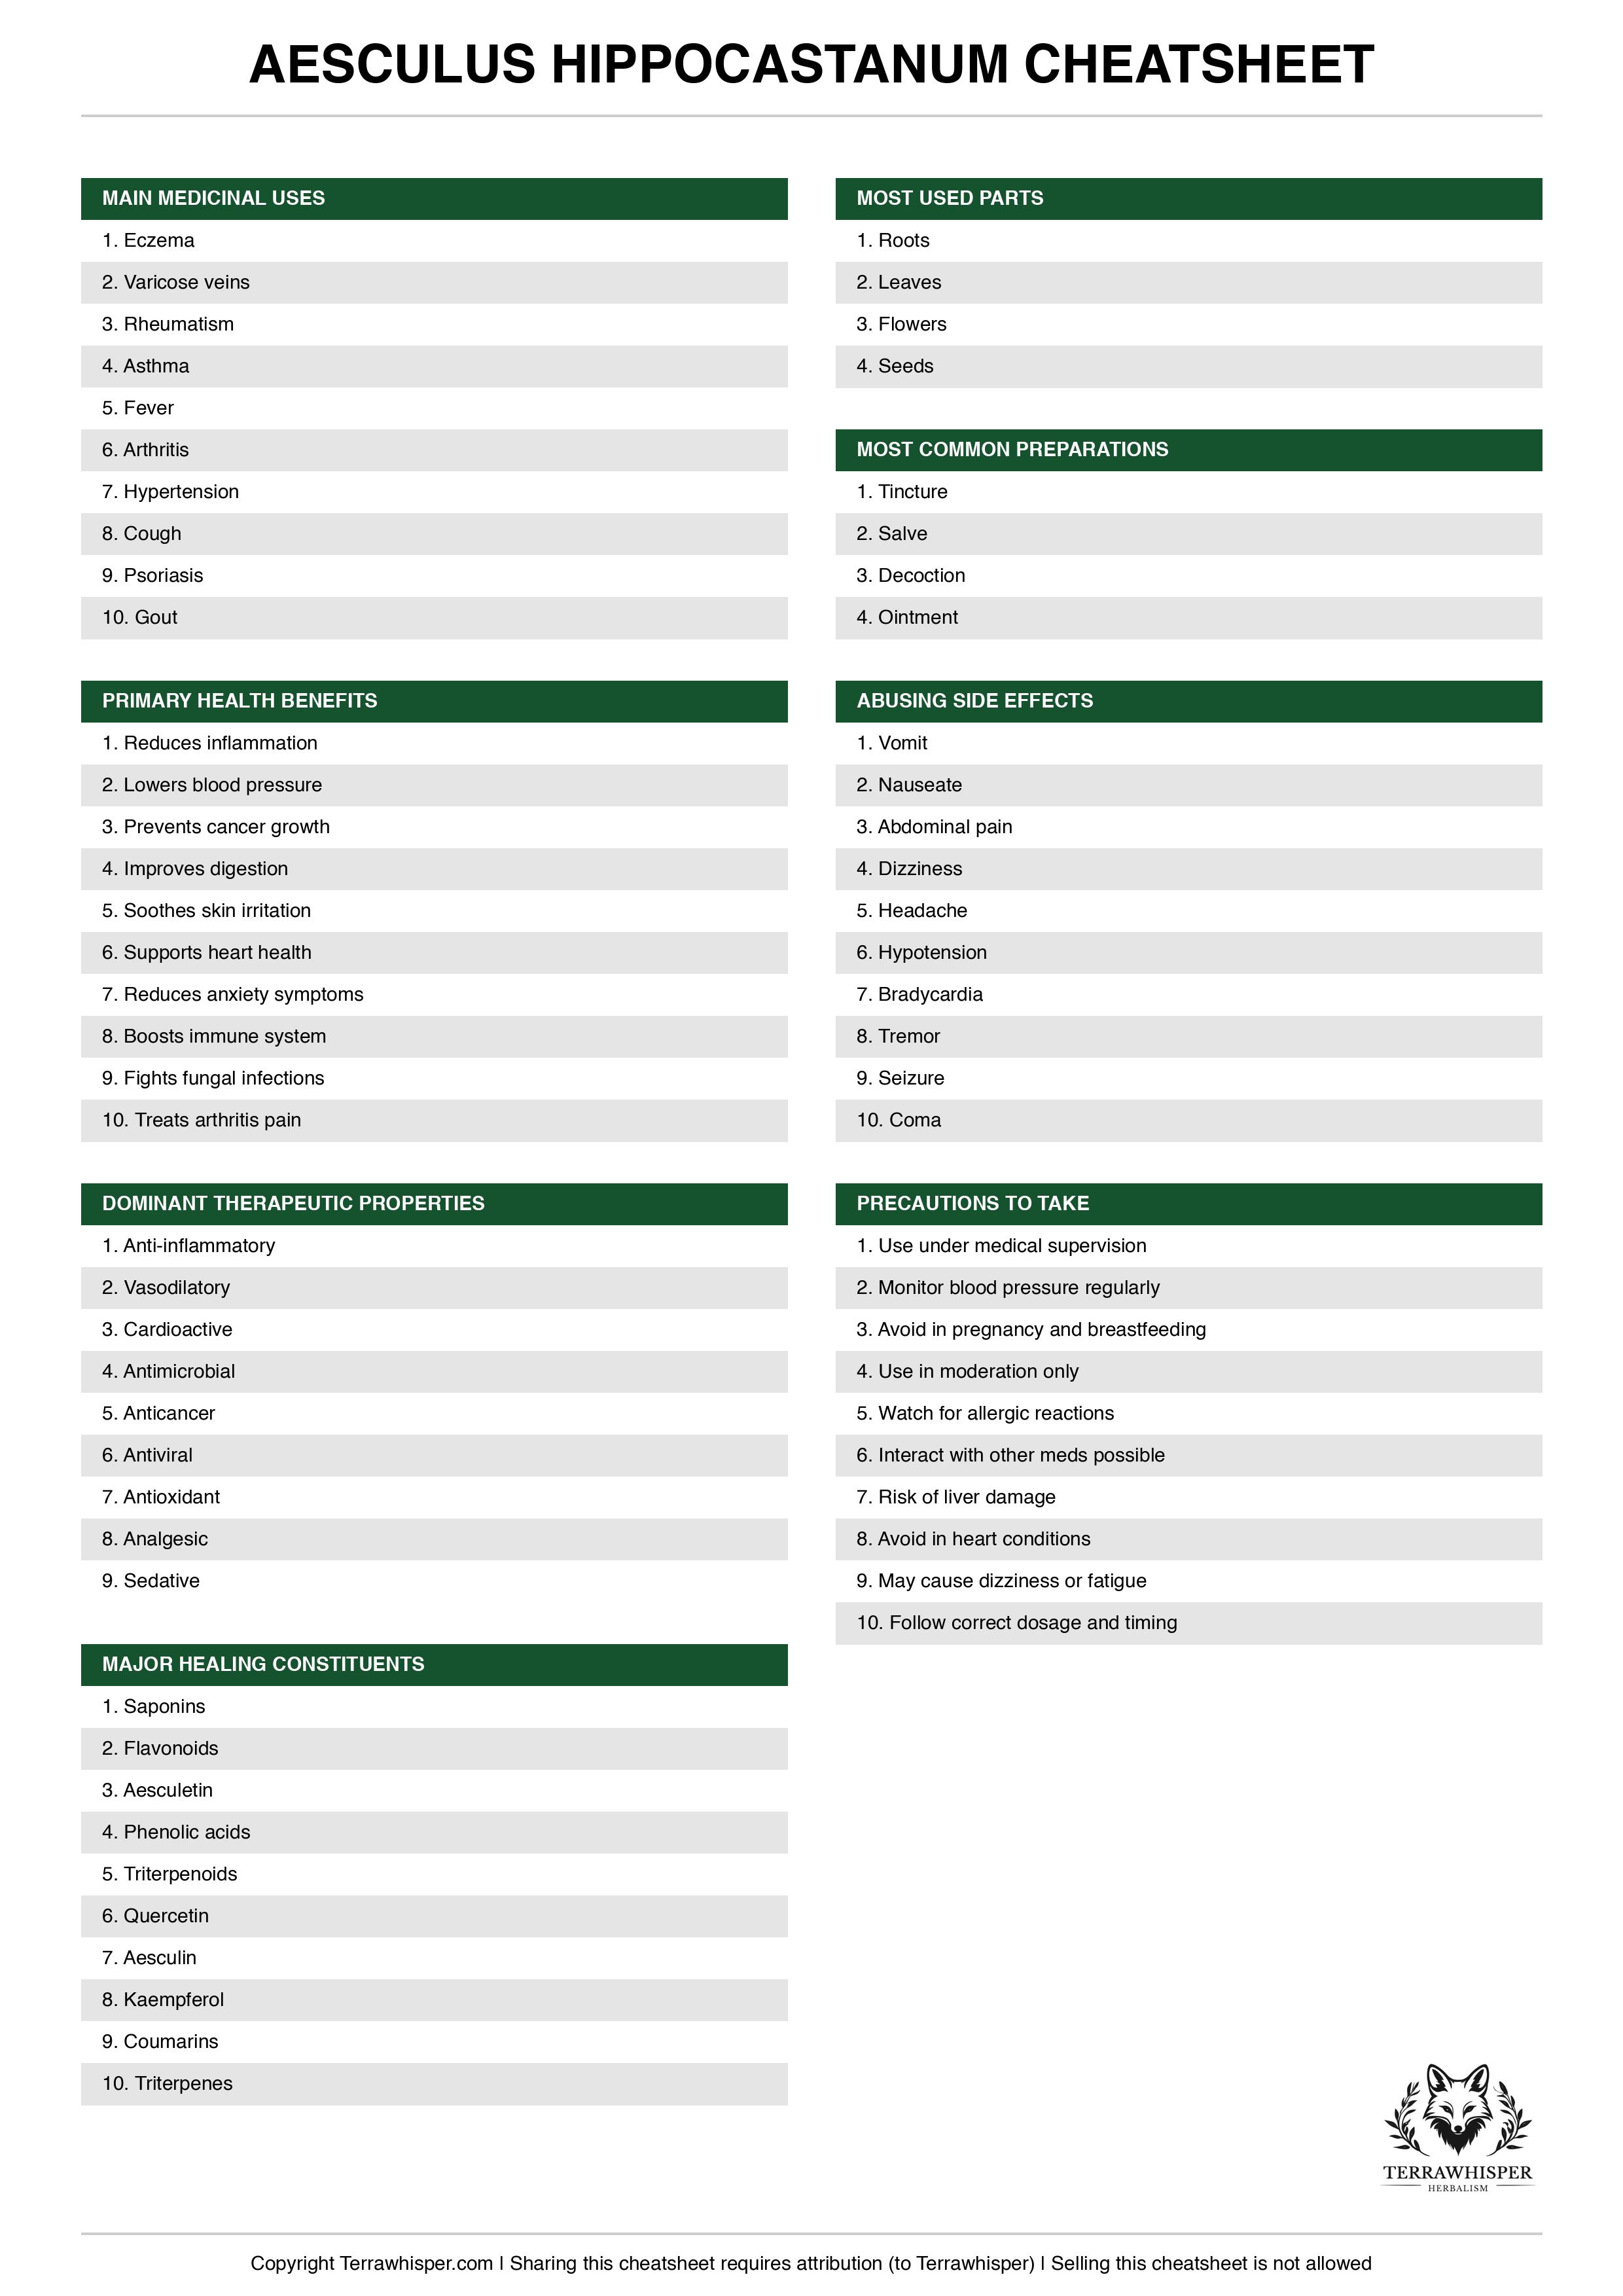 AESCULUS HIPPOCASTANUM CHEATSHEET
MAIN MEDICINAL USES
1. Eczema
2. Varicose veins
3. Rheumatism
4. Asthma
5. Fever
6. Arthritis
7. Hypertension
8. Cough
9. Psoriasis
10. Gout
PRIMARY HEALTH BENEFITS
1. Reduces inflammation
2. Lowers blood pressure
3. Prevents cancer growth
4. Improves digestion
5. Soothes skin irritation
6. Supports heart health
7. Reduces anxiety symptoms
8. Boosts immune system
9. Fights fungal infections
10. Treats arthritis pain
DOMINANT THERAPEUTIC PROPERTIES
1. Anti-inflammatory
2. Vasodilatory
3. Cardioactive
4. Antimicrobial
5. Anticancer
6. Antiviral
7. Antioxidant
8. Analgesic
9. Sedative
MAJOR HEALING CONSTITUENTS
1. Saponins
2. Flavonoids
3. Aesculetin
4. Phenolic acids
5. Triterpenoids
6. Quercetin
7. Aesculin
8. Kaempferol
9. Coumarins
10. Triterpenes
MOST USED PARTS
1. Roots
2. Leaves
3. Flowers
4. Seeds
MOST COMMON PREPARATIONS
1. Tincture
2. Salve
3. Decoction
4. Ointment
ABUSING SIDE EFFECTS
1. Vomit
2. Nauseate
3. Abdominal pain
4. Dizziness
5. Headache
6. Hypotension
7. Bradycardia
8. Tremor
9. Seizure
10. Coma
PRECAUTIONS TO TAKE
1. Use under medical supervision
2. Monitor blood pressure regularly
3. Avoid in pregnancy and breastfeeding
4. Use in moderation only
5. Watch for allergic reactions
6. Interact with other meds possible
7. Risk of liver damage
8. Avoid in heart conditions
9. May cause dizziness or fatigue
10. Follow correct dosage and timing
TERRAWHISPER
HERBALISM
Copyright Terrawhisper.com | Sharing this cheatsheet requires attribution (to Terrawhisper) | Selling this cheatsheet is not allowed